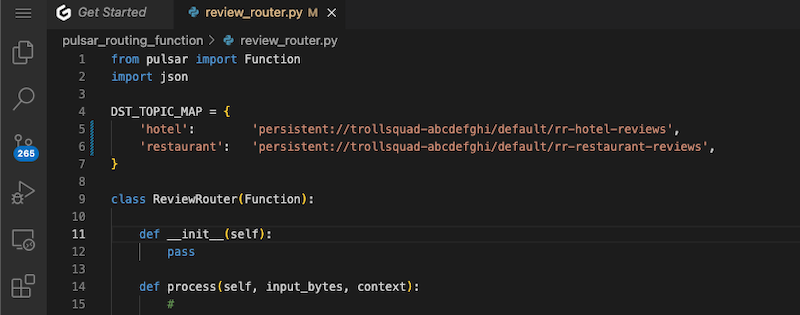 Get Started
review_router.py M ×
pulsar_routing_function > review_router.py
1 from pulsar import Function
2 import json
3
4 DST_TOPIC_MAP = {
5     'hotel':        'persistent://trollsquad-abcdefghi/default/rr-hotel-reviews',
6     'restaurant':   'persistent://trollsquad-abcdefghi/default/rr-restaurant-reviews',
7 }
8
9 class ReviewRouter(Function):
10
11     def __init__(self):
12         pass
13
14     def process(self, input_bytes, context):
15         #
265